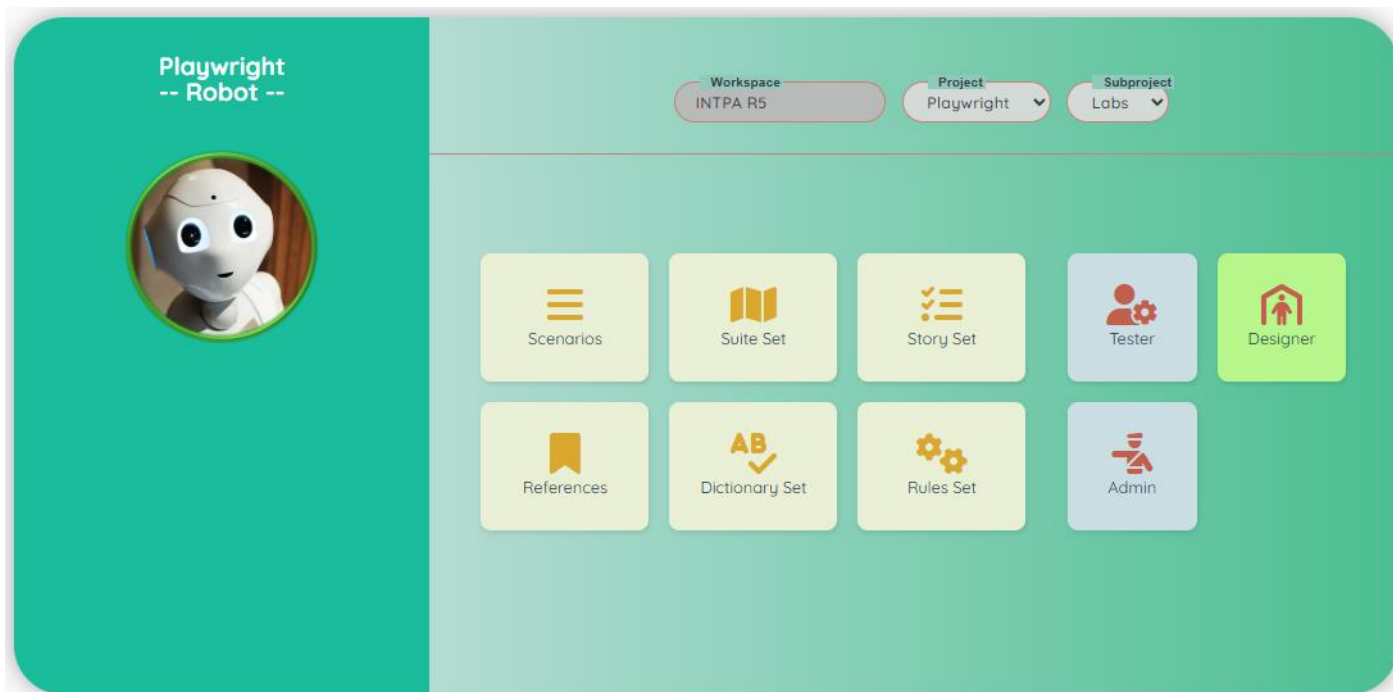 Playwright
-- Robot --
Workspace
INTPA R5
Project
Playwright
Subproject
Labs
Scenarios
Suite Set
Story Set
Tester
Designer
References
AB
Dictionary Set
Rules Set
Admin